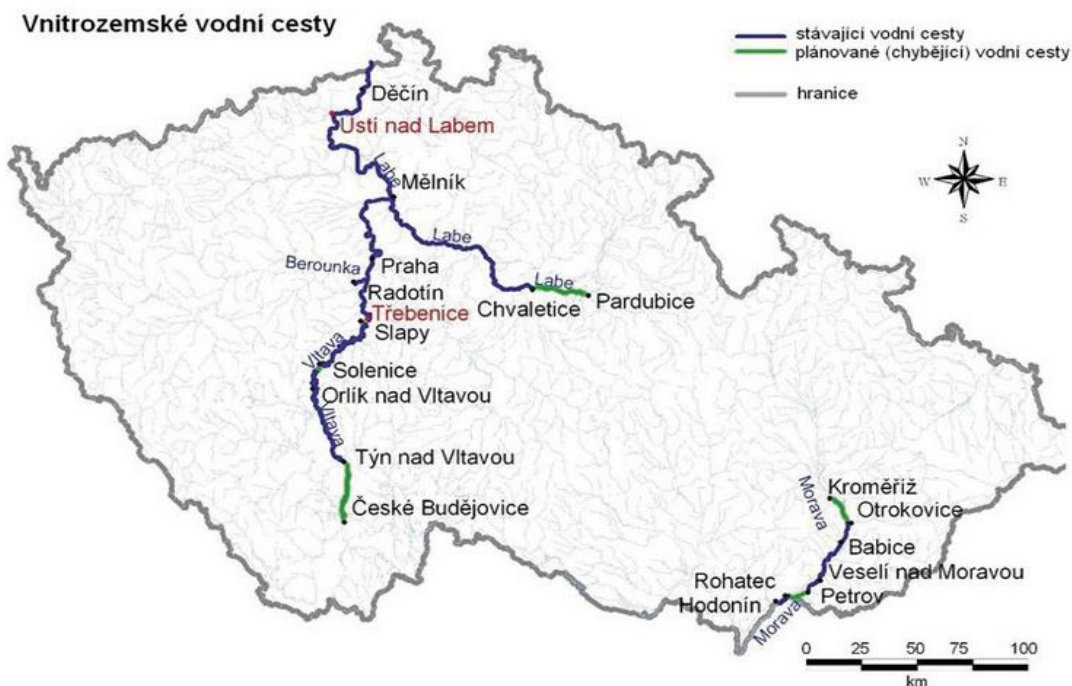 Vnitrozemské vodní cesty
stávající vodní cesty
plánované (chybějící) vodní cesty
hranice
N
W
E
S
Děčín
Ústí nad Labem
Labe
Mělník
Labe
Berounka
Praha
Labe
Radotín
Chvaletice
Pardubice
Třebenice
Slapy
Vltava
Solenice
Orlík nad Vltavou
Vltava
Týn nad Vltavou
České Budějovice
Kroměříž
Morava
Otrokovice
Babice
Veselí nad Moravou
Rohatec
Petrov
Hodonín
Morava
0 25 50 75 100
km